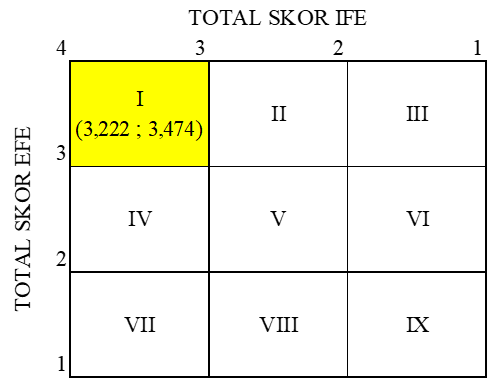 TOTAL SKOR IFE
4 3 2 1
I
(3,222 ; 3,474)
II
III
TOTAL SKOR EFE
3
IV
V
VI
2
VII
VIII
IX
1